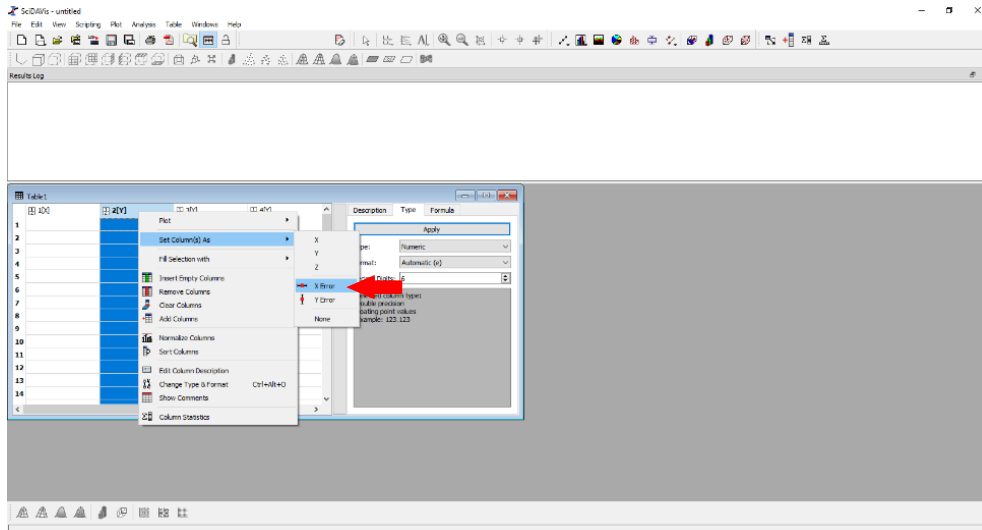 SciDAVis - untitled
File Edit View Scripting Plot Analysis Table Windows Help
Results Log
Table1
1[X] 2[Y] 3[Y] 4[Y]
Description Type Formula
Apply
Numeric
Automatic (e)
6
double precision
floating point values
example: 123.123
1
2
3
4
5
6
7
8
9
10
11
12
13
14
Plot
Set Column(s) As
Fill Selection with
Insert Empty Columns
Remove Columns
Clear Columns
Add Columns
Normalize Columns
Sort Columns
Edit Column Description
Change Type & Format Ctrl+Alt+O
Show Comments
Column Statistics
X
Y
Z
X Error
Y Error
None